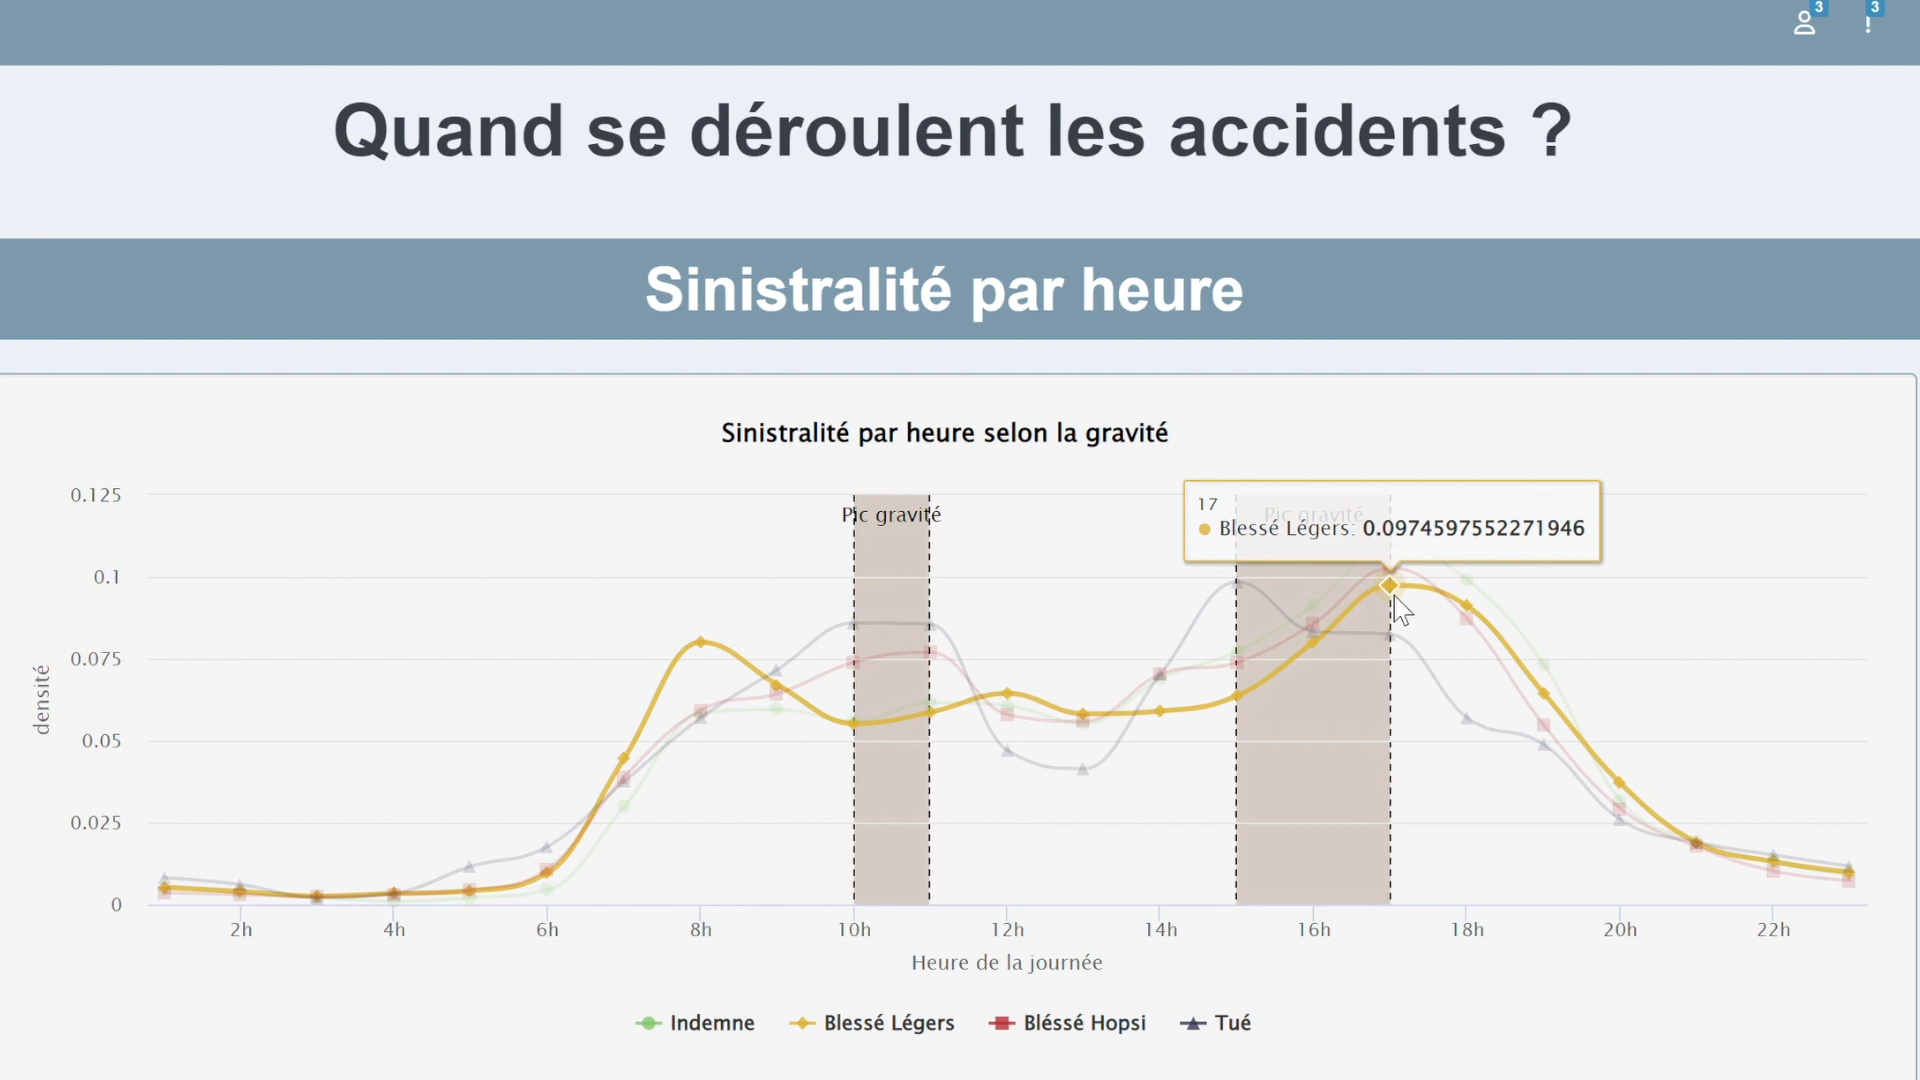 3
3
Quand se déroulent les accidents ?
Sinistralité par heure
Sinistralité par heure selon la gravité
0.125
0.1
0.075
0.05
0.025
0
densité
Pic gravité
Pic gravité
17
Blessé Légers: 0.0974597552271946
2h
4h
6h
8h
10h
12h
14h
16h
18h
20h
22h
Heure de la journée
Indemne
Blessé Légers
Bléssé Hopsi
Tué